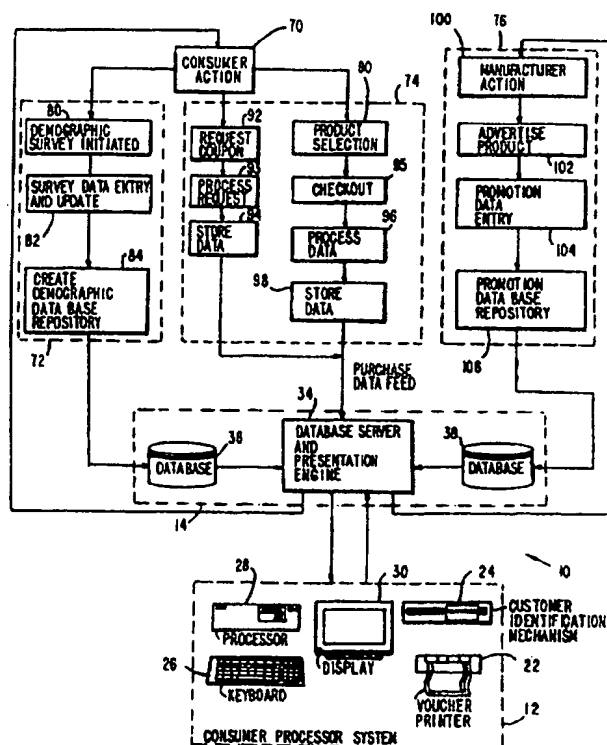 70
CONSUMER
ACTION
100
76
MANUFACTURER
ACTION
80
DEMOGRAPHIC
SURVEY INITIATED
92
REQUEST
COUPON
80
74
PRODUCT
SELECTION
ADVERTISE
PRODUCT
102
SURVEY DATA ENTRY
AND UPDATE
82
93
PROCESS
REQUEST
CHECKOUT
95
PROMOTION
DATA
ENTRY
104
94
STORE
DATA
PROCESS
DATA
96
84
CREATE
DEMOGRAPHIC
DATA BASE
REPOSITORY
72
98
STORE
DATA
PROMOTION
DATA BASE
REPOSITORY
108
PURCHASE
DATA FEED
34
DATABASE SERVER
AND
PRESENTATION
ENGINE
38
DATABASE
38
DATABASE
14
10
28
PROCESSOR
30
DISPLAY
24
CUSTOMER
IDENTIFICATION
MECHANISM
26
KEYBOARD
22
VOUCHER
PRINTER
12
CONSUMER PROCESSOR SYSTEM